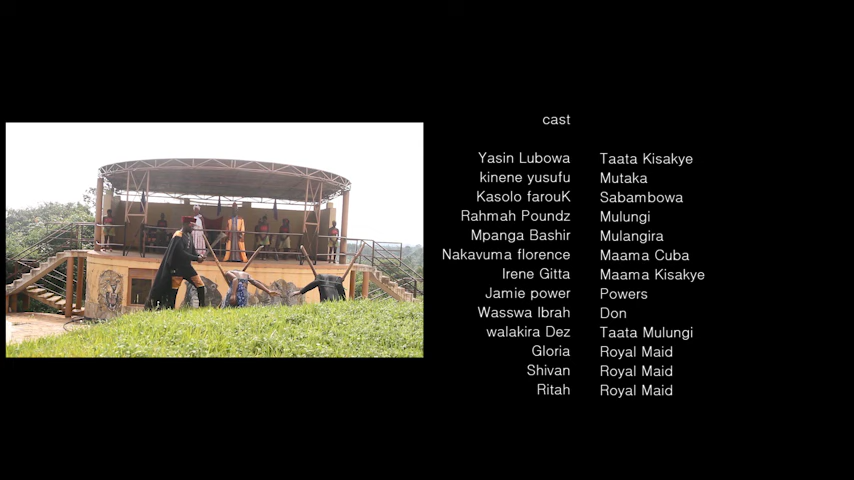 cast
Yasin Lubowa Taata Kisakye
kinene yusufu Mutaka
Kasolo farouK Sabambowa
Rahmah Poundz Mulungi
Mpanga Bashir Mulangira
Nakavuma florence Maama Cuba
Irene Gitta Maama Kisakye
Jamie power Powers
Wasswa Ibrah Don
walakira Dez Taata Mulungi
Gloria Royal Maid
Shivan Royal Maid
Ritah Royal Maid